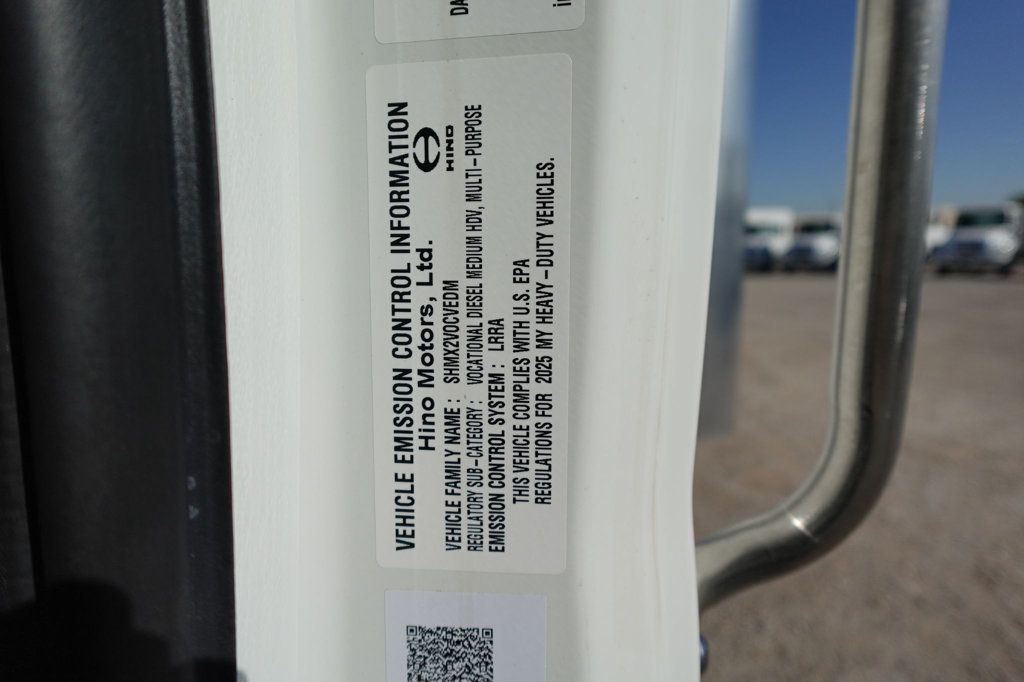 VEHICLE EMISSION CONTROL INFORMATION
Hino Motors, Ltd.
HINO
VEHICLE FAMILY NAME : SHMX2VOCVEDM
REGULATORY SUB-CATEGORY : VOCATIONAL DIESEL MEDIUM HDV, MULTI-PURPOSE
EMISSION CONTROL SYSTEM : LRRA
THIS VEHICLE COMPLIES WITH U.S. EPA
REGULATIONS FOR 2025 MY HEAVY-DUTY VEHICLES.